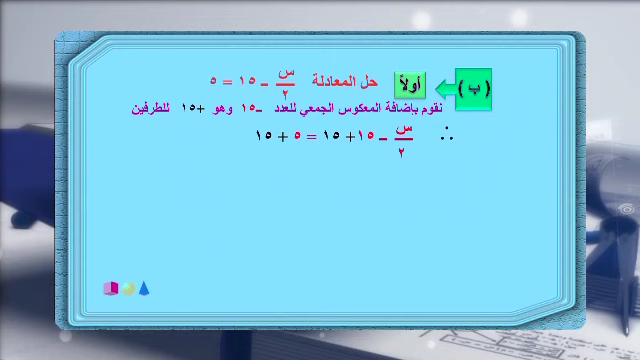 ( ب ) أولاً حل المعادلة س/٢ – ١٥ = ٥
نقوم بإضافة المعكوس الجمعي للعدد –١٥ وهو +١٥ للطرفين
∴ س/٢ – ١٥ + ١٥ = ٥ + ١٥